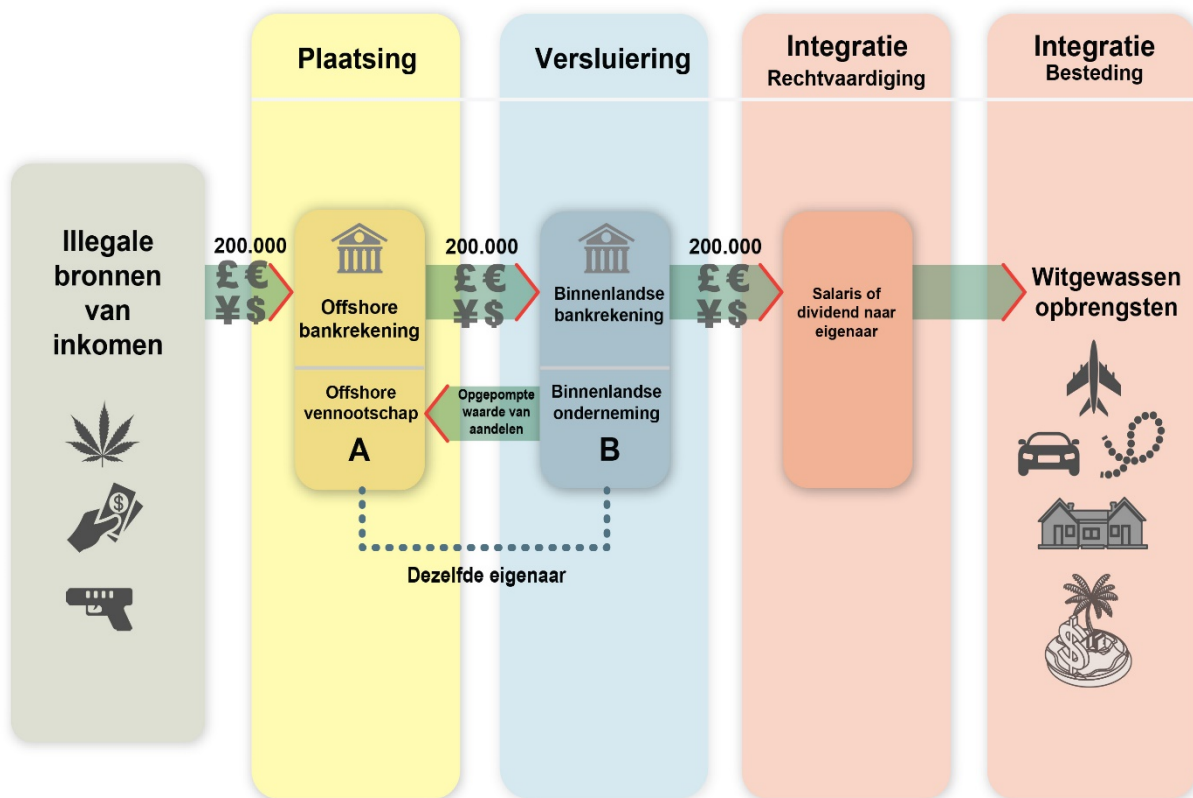 Plaatsing
Versluiering
Integratie
Rechtvaardiging
Integratie
Besteding
Illegale
bronnen
van
inkomen
200.000
£ €
¥ $
Offshore
bankrekening
Offshore
vennootschap
A
200.000
£ €
¥ $
Opgepompte
waarde van
aandelen
Binnenlandse
bankrekening
Binnenlandse
onderneming
B
Dezelfde eigenaar
200.000
£ €
¥ $
Salaris of
dividend naar
eigenaar
Witgewassen
opbrengsten
$
$